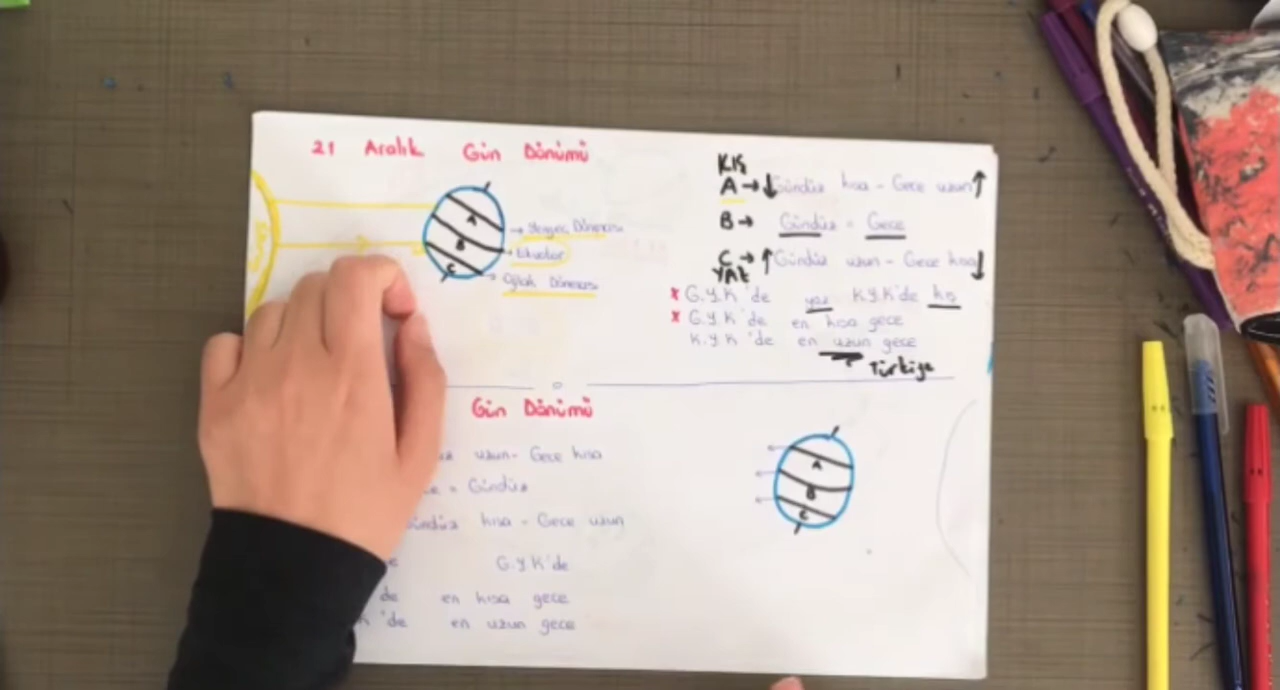 21 Aralık Gün Dönümü
A
B
C
→ Yengeç Dönencesi
→ Ekvator
→ Oğlak Dönencesi
KIŞ
A → ↓ Gündüz kısa - Gece uzun ↑
B → Gündüz = Gece
C → ↑ Gündüz uzun - Gece kısa ↓
YAZ
x G.Y.K'de yaz K.Y.K'de kış
x G.Y.K'de en kısa gece
K.Y.K'de en uzun gece
Türkiye
Gün Dönümü
uzun - Gece kısa
= Gündüz
kısa - Gece uzun
G.Y.K'de
de en kısa gece
'de en uzun gece
A
B
C